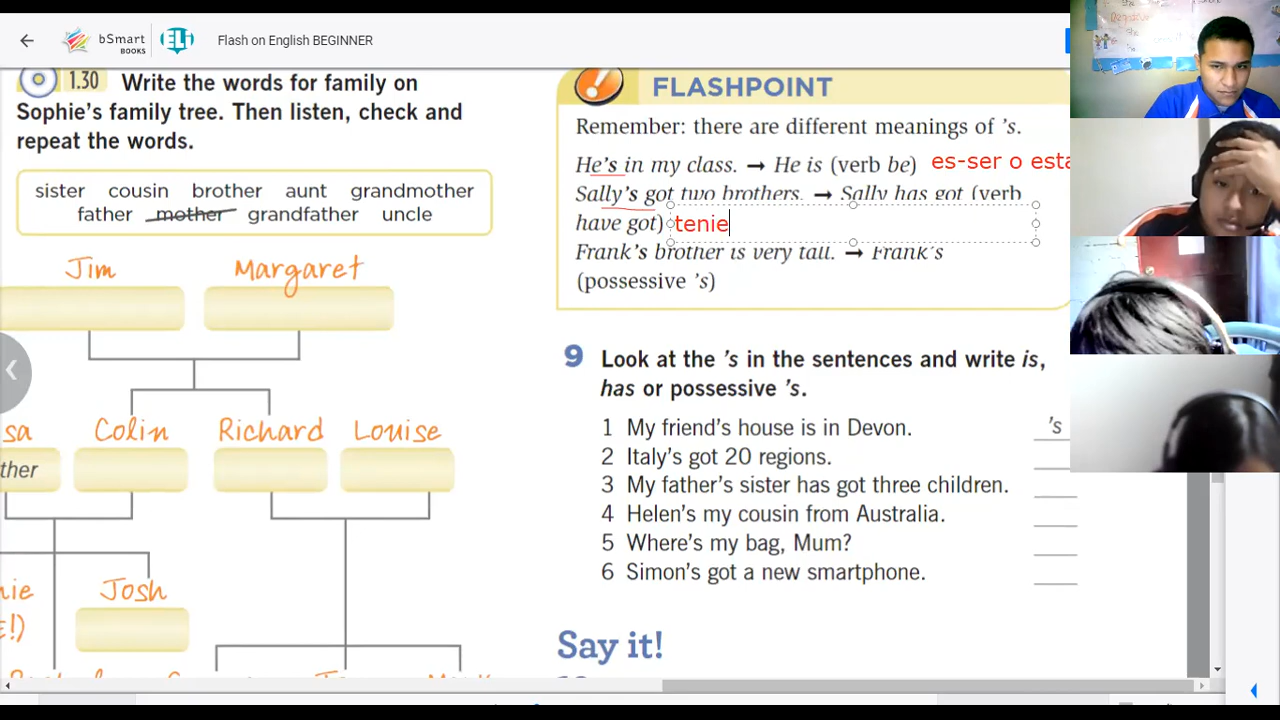 bSmart BOOKS
ELi
Flash on English BEGINNER
1.30 Write the words for family on
Sophie's family tree. Then listen, check and
repeat the words.
sister cousin brother aunt grandmother
father mother grandfather uncle
Jim Margaret
sa Colin Richard Louise
ther
nie Josh
!)
FLASHPOINT
Remember: there are different meanings of 's.
He's in my class. → He is (verb be) es-ser o esta
Sally's got two brothers. → Sally has got (verb
have got) tenie
Frank's brother is very tall. → Frank's
(possessive 's)
9 Look at the 's in the sentences and write is,
has or possessive 's.
1 My friend's house is in Devon. 's
2 Italy's got 20 regions.
3 My father's sister has got three children.
4 Helen's my cousin from Australia.
5 Where's my bag, Mum?
6 Simon's got a new smartphone.
Say it!